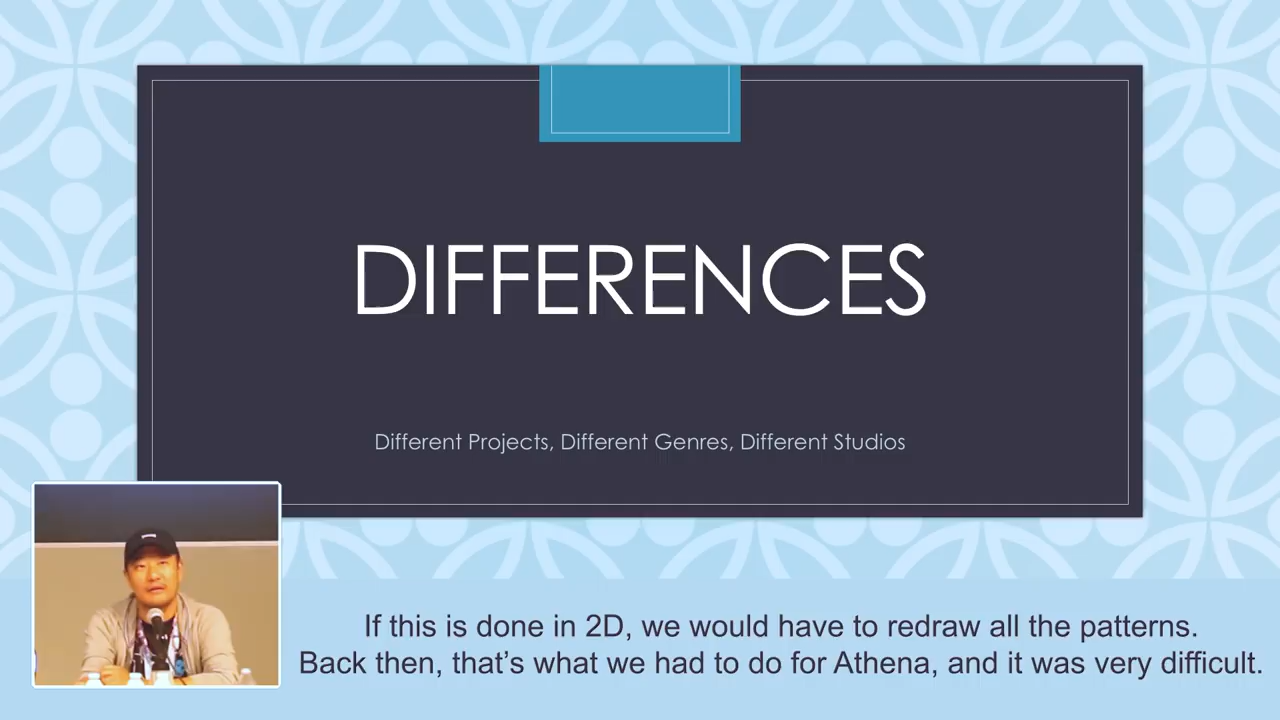 DIFFERENCES
Different Projects, Different Genres, Different Studios
If this is done in 2D, we would have to redraw all the patterns.
Back then, that’s what we had to do for Athena, and it was very difficult.